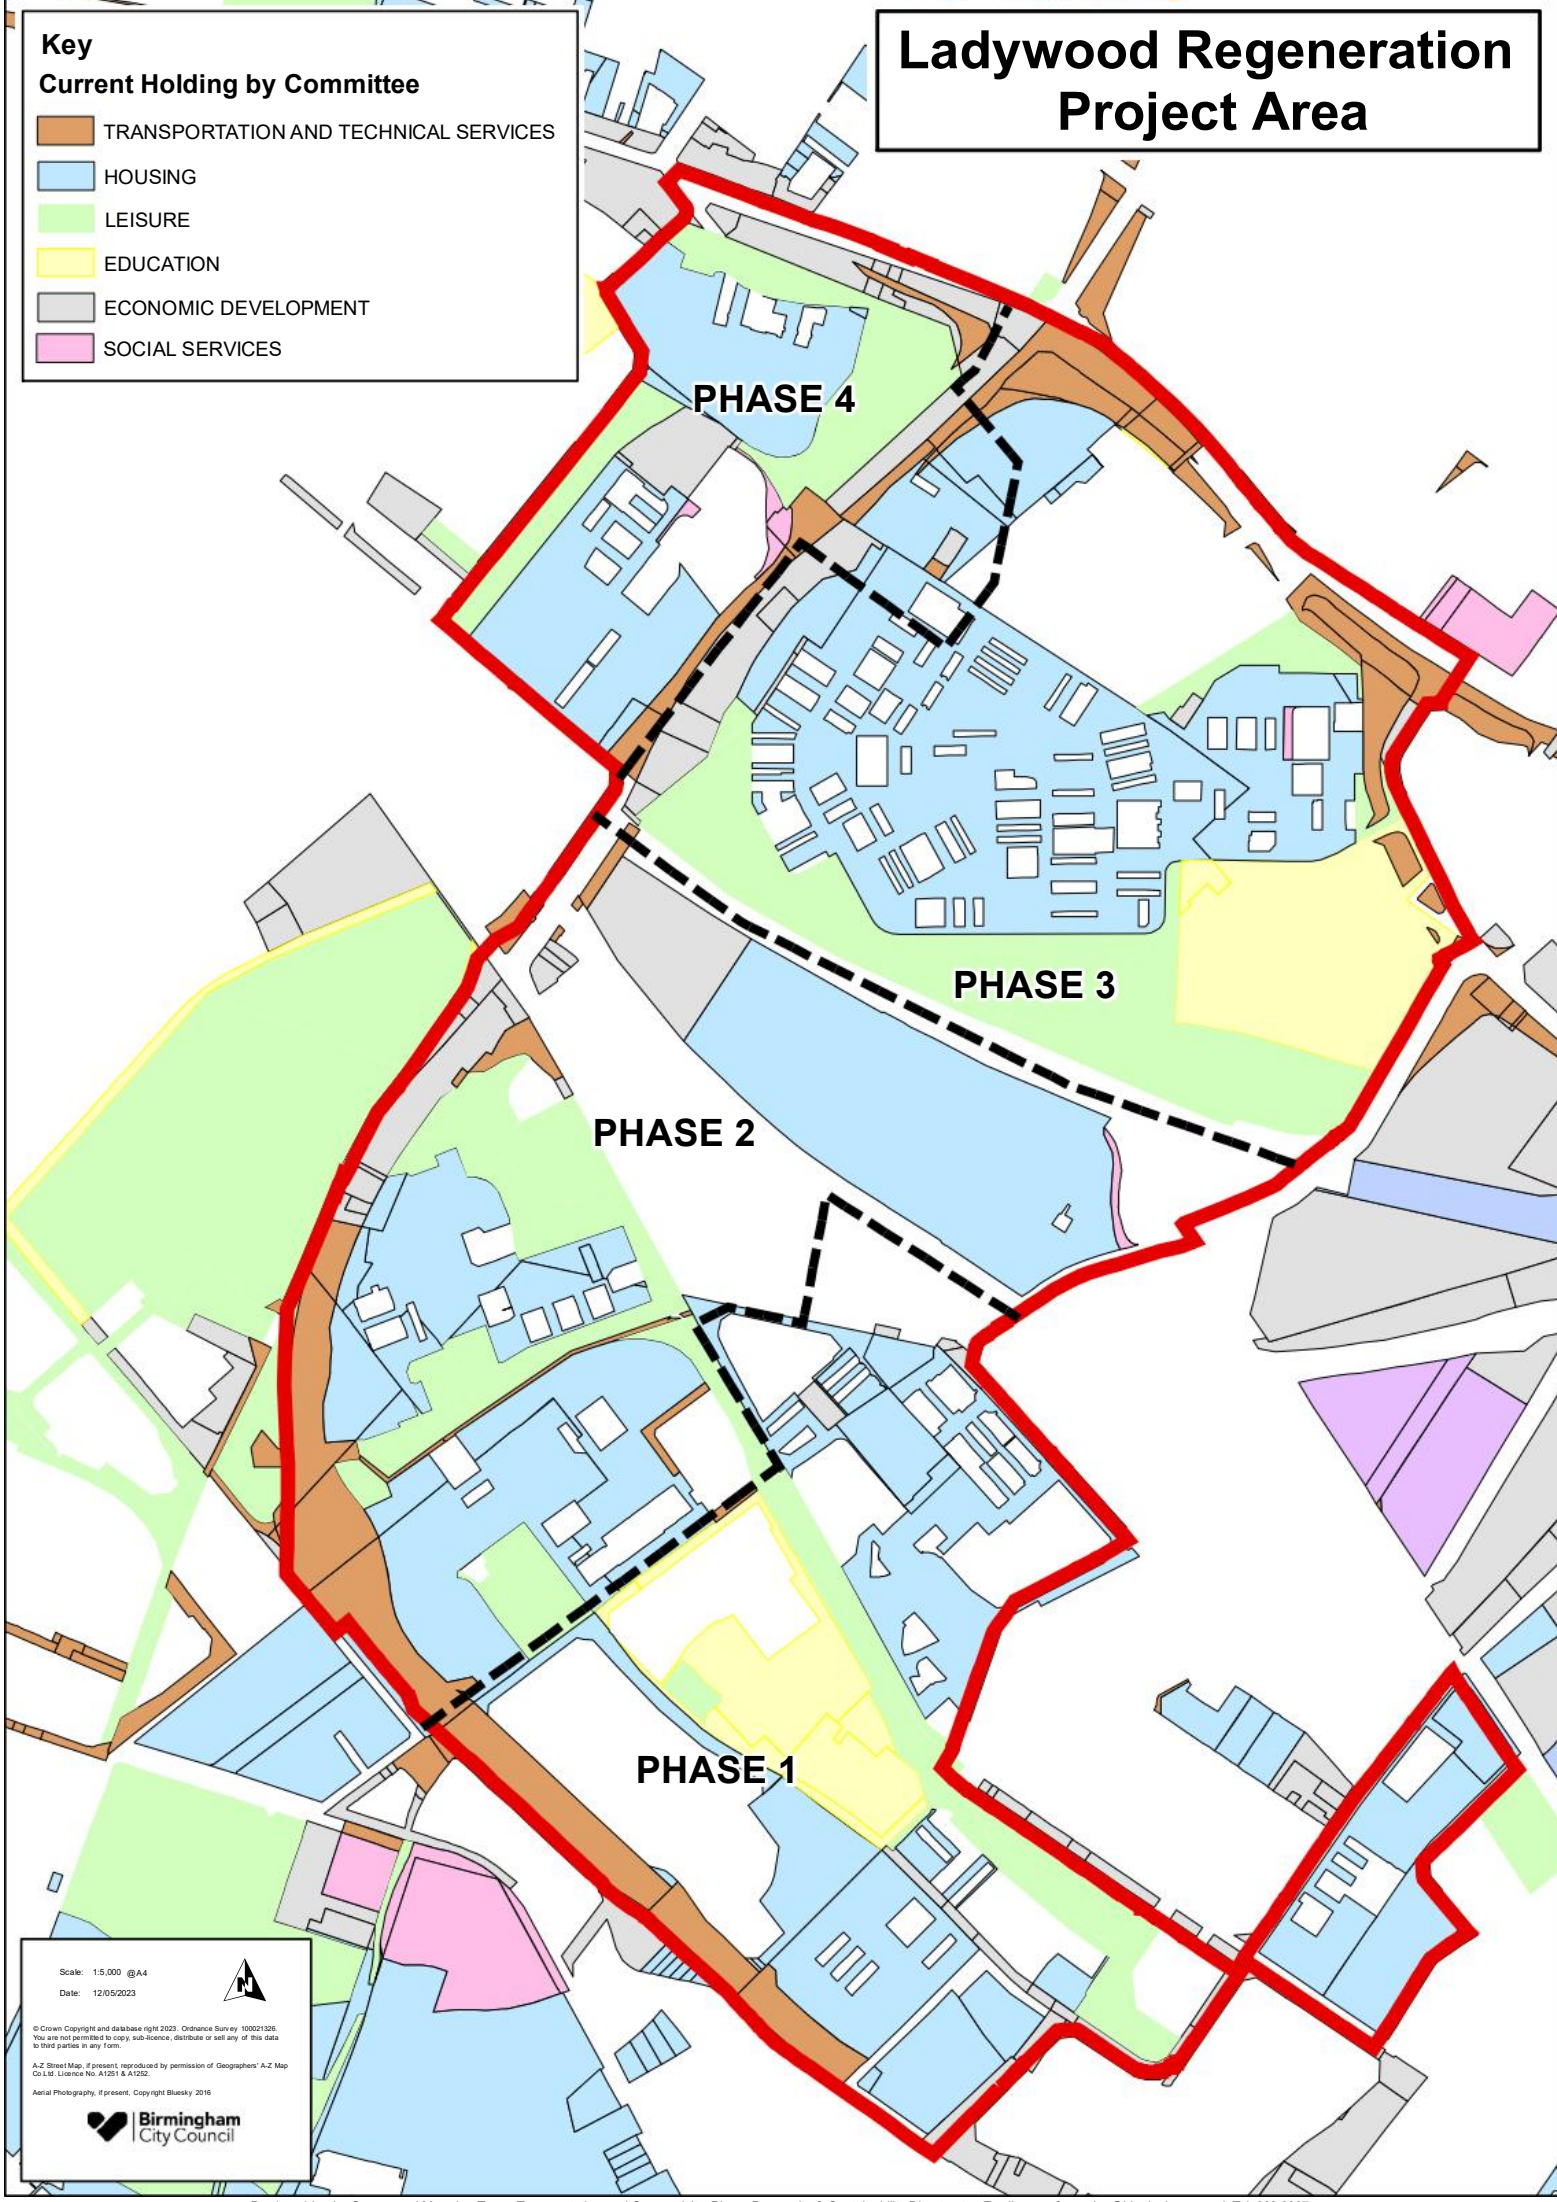 Ladywood Regeneration
Project Area
Key
Current Holding by Committee
TRANSPORTATION AND TECHNICAL SERVICES
HOUSING
LEISURE
EDUCATION
ECONOMIC DEVELOPMENT
SOCIAL SERVICES
PHASE 4
PHASE 3
PHASE 2
PHASE 1
Scale: 1:5,000 @A4
Date: 12/05/2023
N
© Crown Copyright and database right 2023. Ordnance Survey 100021326.
You are not permitted to copy, sub-licence, distribute or sell any of this data
to third parties in any form.
A-Z Street Map, if present, reproduced by permission of Geographers' A-Z Map
Co.Ltd. Licence No. A1251 & A1252.
Aerial Photography, if present, Copyright Bluesky 2016
Birmingham
City Council